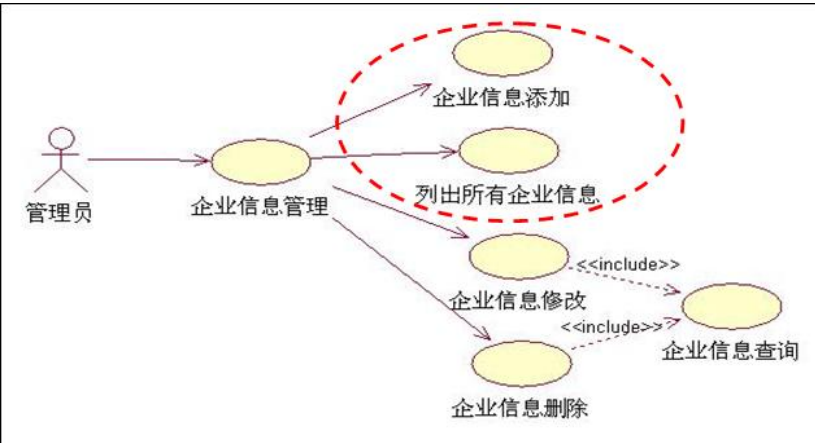 企业信息添加
管理员
企业信息管理
列出所有企业信息
企业信息修改
<<include>>
<<include>>
企业信息查询
企业信息删除